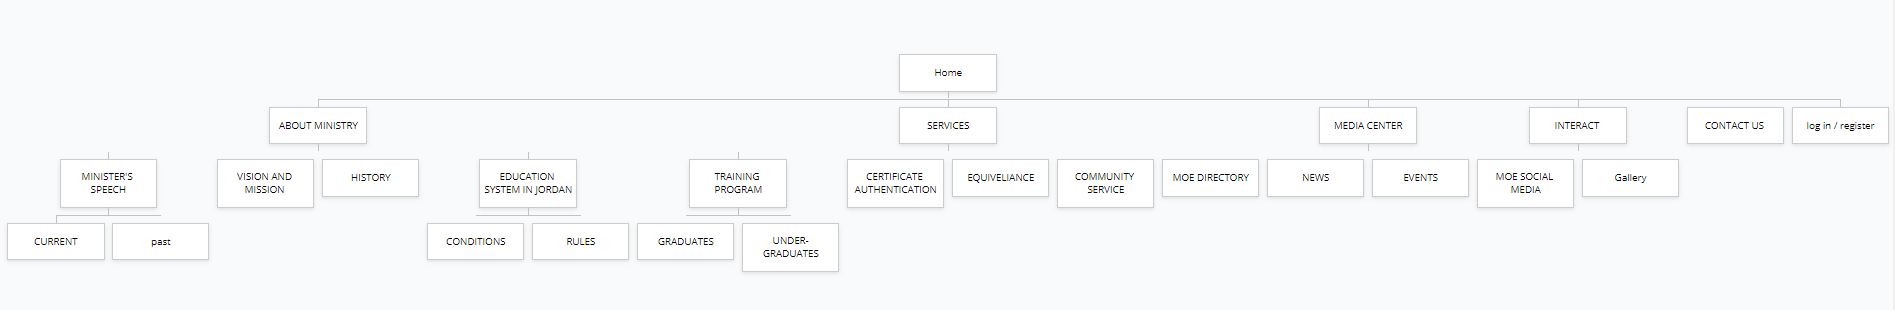 Home
ABOUT MINISTRY
SERVICES
MEDIA CENTER
INTERACT
CONTACT US
log in / register
MINISTER'S
SPEECH
VISION AND
MISSION
HISTORY
EDUCATION
SYSTEM IN JORDAN
TRAINING
PROGRAM
CERTIFICATE
AUTHENTICATION
EQUIVELIANCE
COMMUNITY
SERVICE
MOE DIRECTORY
NEWS
EVENTS
MOE SOCIAL
MEDIA
Gallery
CURRENT
past
CONDITIONS
RULES
GRADUATES
UNDER-
GRADUATES